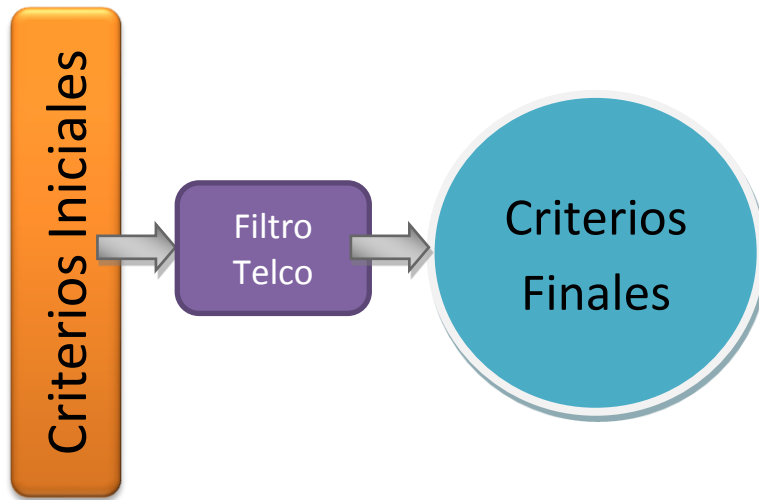 Criterios Iniciales
Filtro
Telco
Criterios
Finales